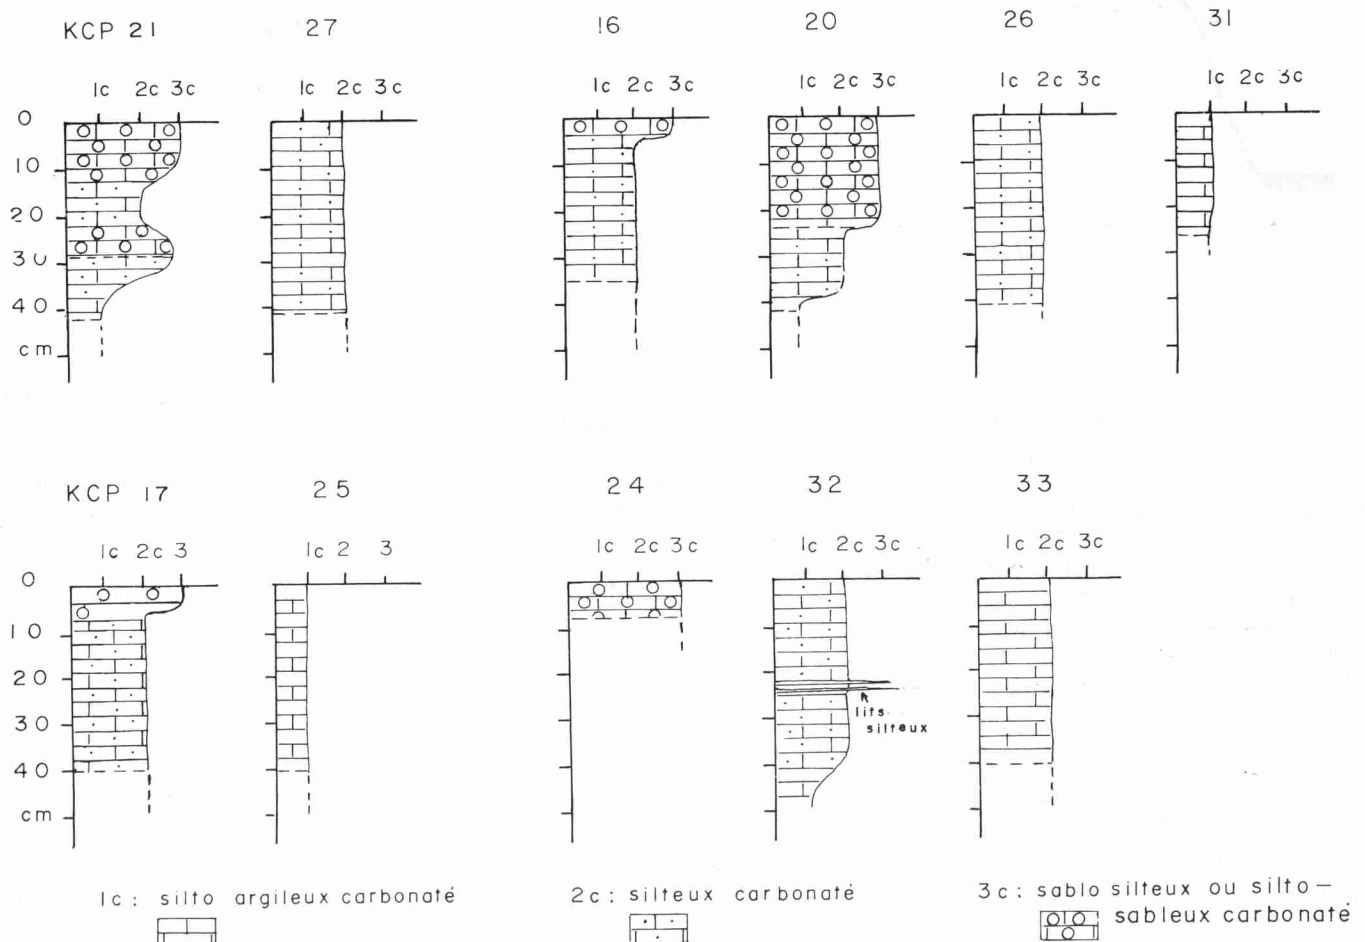 KCP 21 27 16 20 26 31
1c 2c 3c 1c 2c 3c 1c 2c 3c 1c 2c 3c 1c 2c 3c 1c 2c 3c
0
10
20
30
40
cm
KCP 17 25 24 32 33
1c 2c 3 1c 2 3 1c 2c 3c 1c 2c 3c 1c 2c 3c
0
10
20
30
40
cm
lits
silteux
1c : silto argileux carbonaté 2c : silteux carbonaté 3c : sablo silteux ou silto –
sableux carbonaté